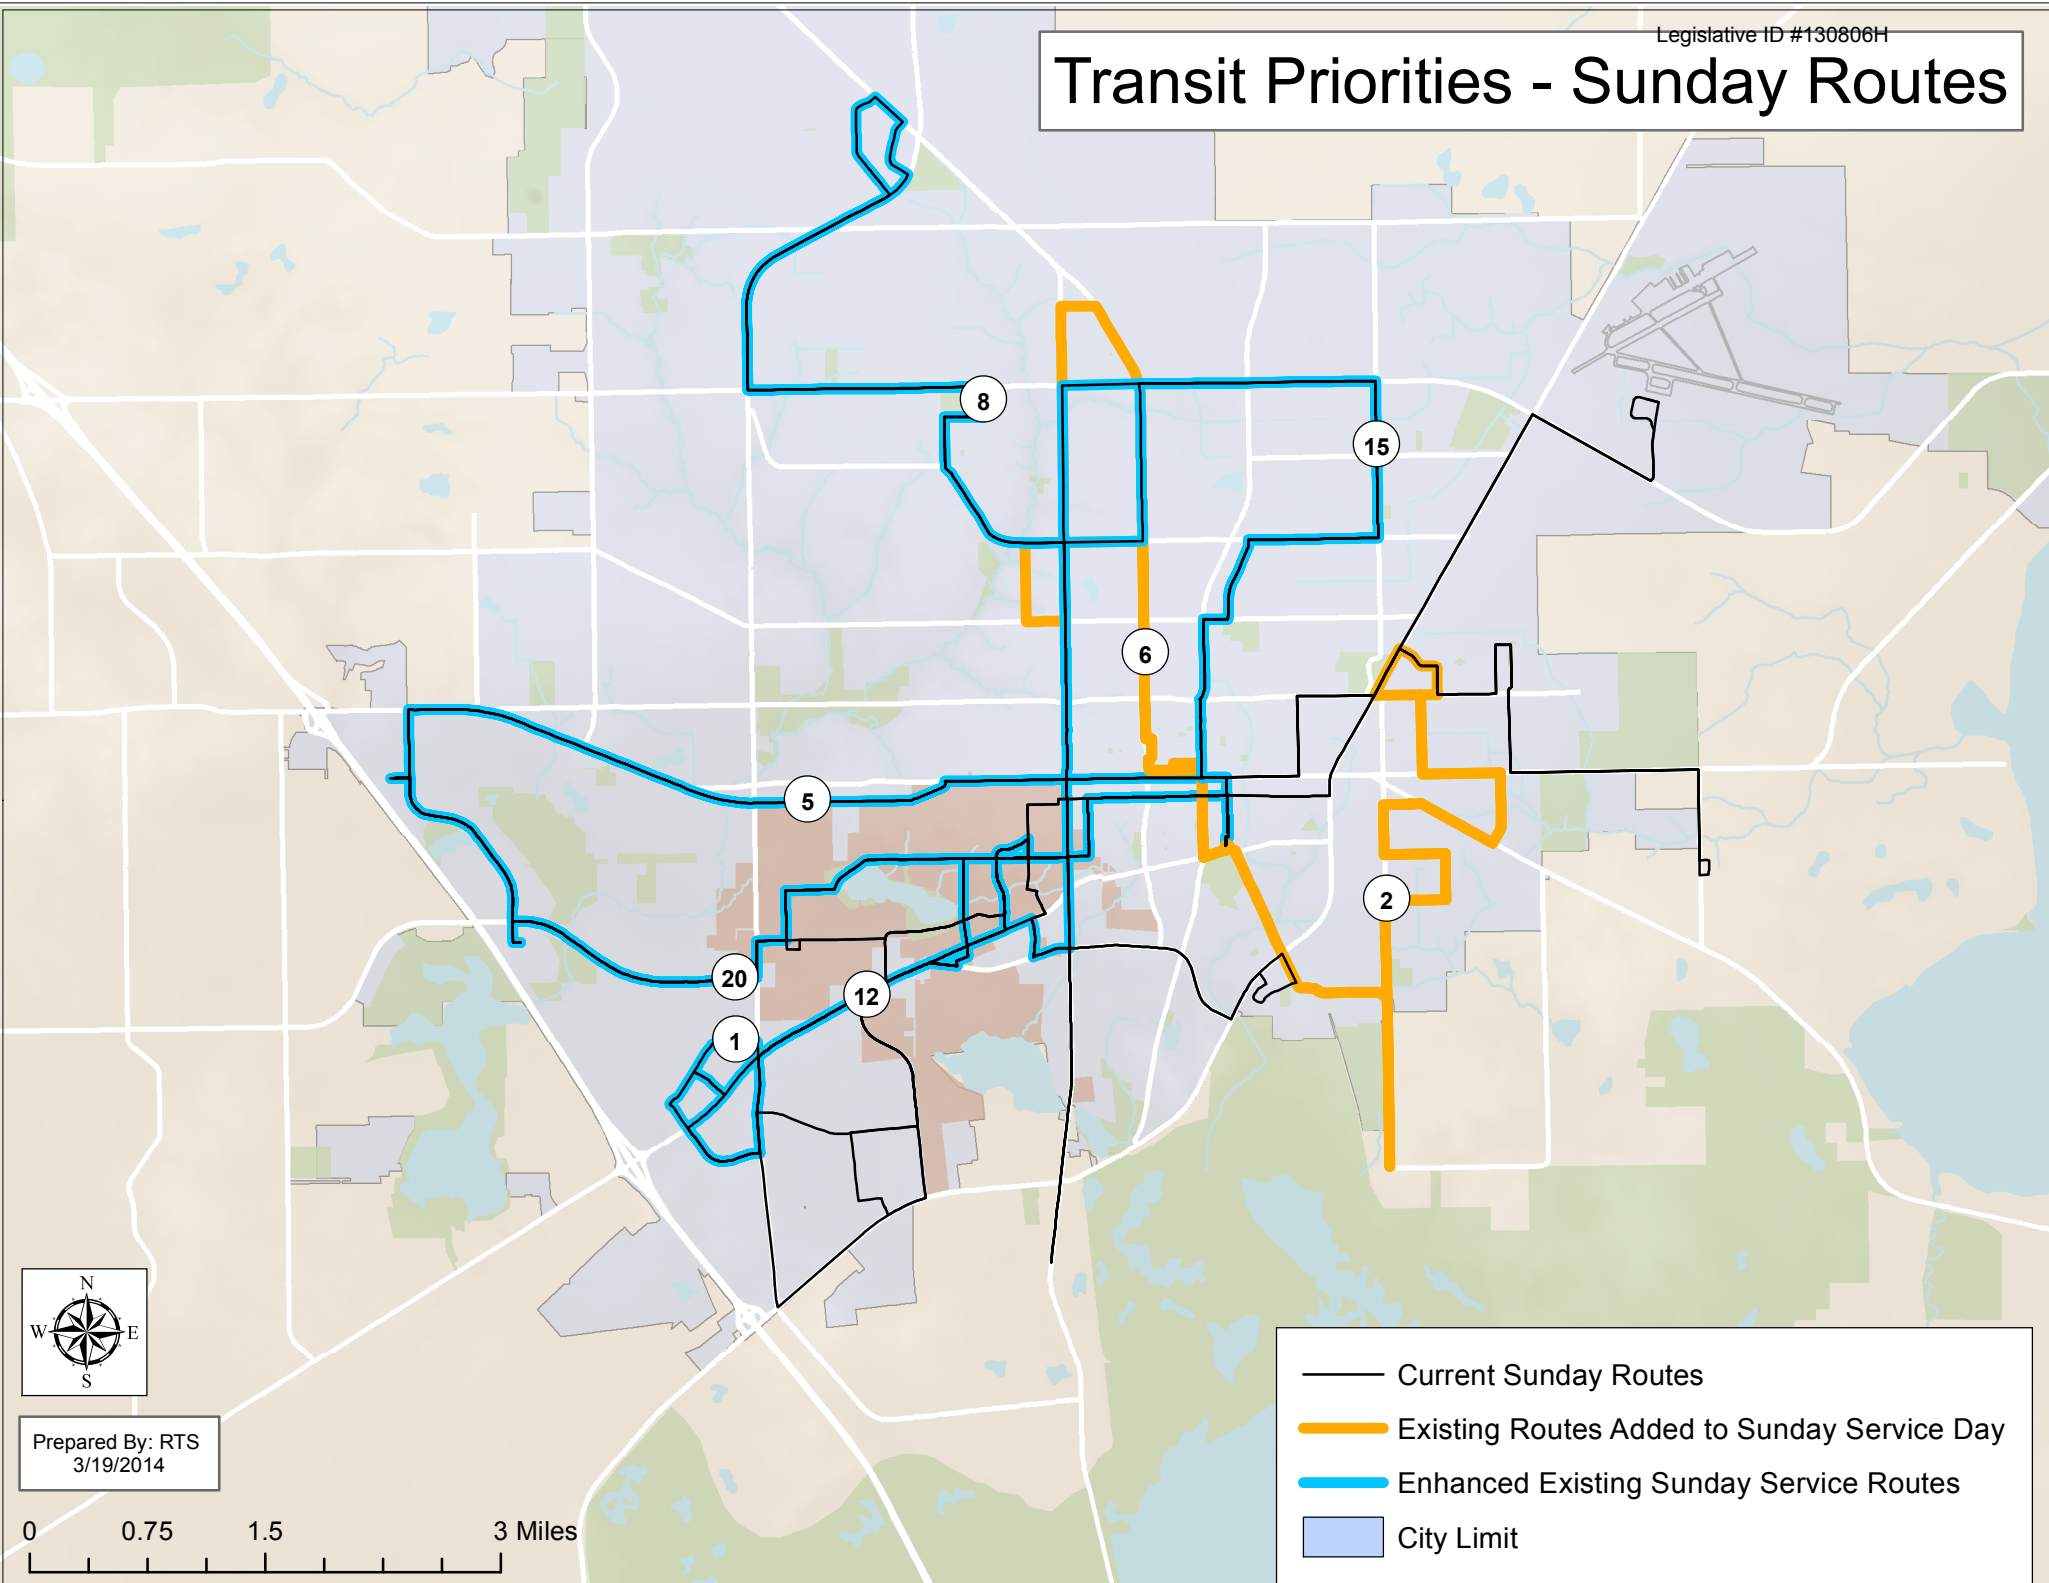 Legislative ID #130806H
Transit Priorities - Sunday Routes
8
15
6
5
2
20
12
1
N
W E
S
Prepared By: RTS
3/19/2014
0 0.75 1.5 3 Miles
Current Sunday Routes
Existing Routes Added to Sunday Service Day
Enhanced Existing Sunday Service Routes
City Limit